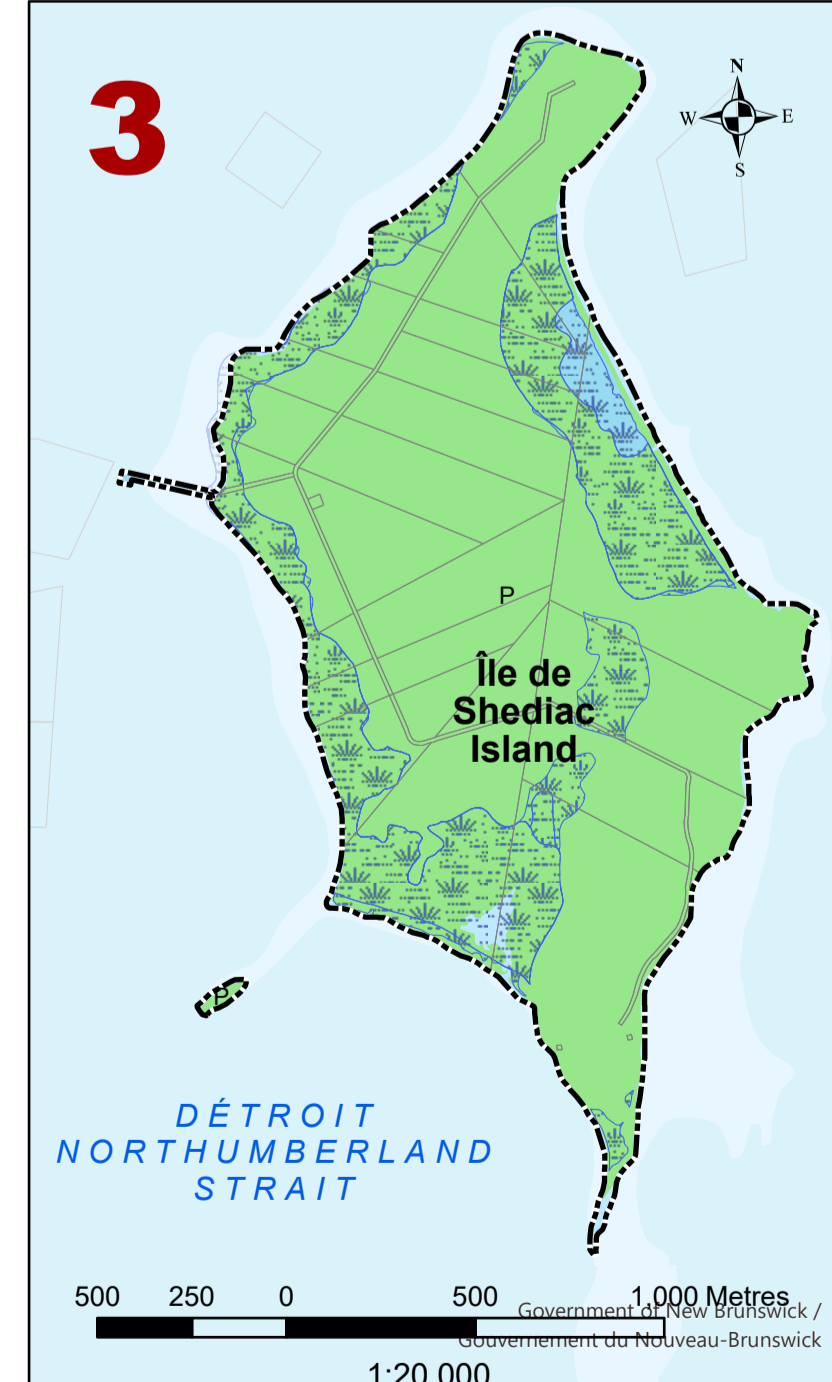 3
N
W E
S
P
Île de
Shediac
Island
P
DÉTROIT
NORTHUMBERLAND
STRAIT
500 250 0 500 1,000 Metres
Government of New Brunswick /
Gouvernement du Nouveau-Brunswick
1:20 000